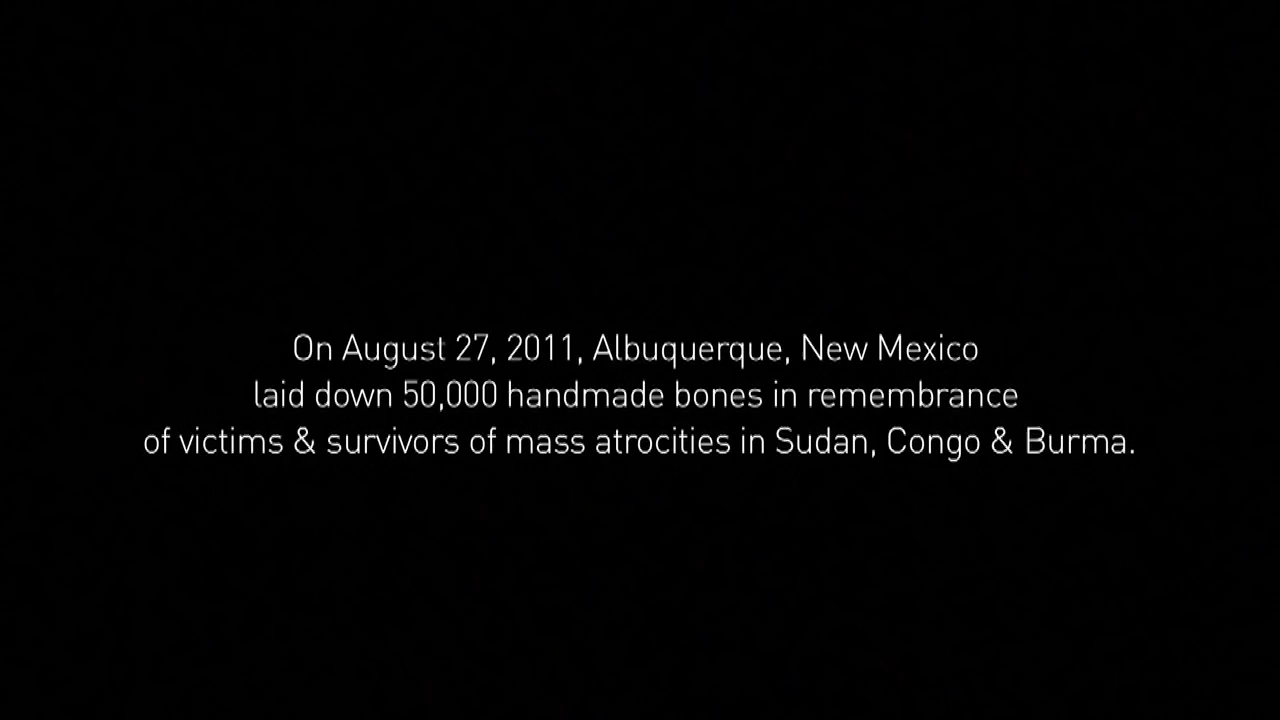 On August 27, 2011, Albuquerque, New Mexico
laid down 50,000 handmade bones in remembrance
of victims & survivors of mass atrocities in Sudan, Congo & Burma.